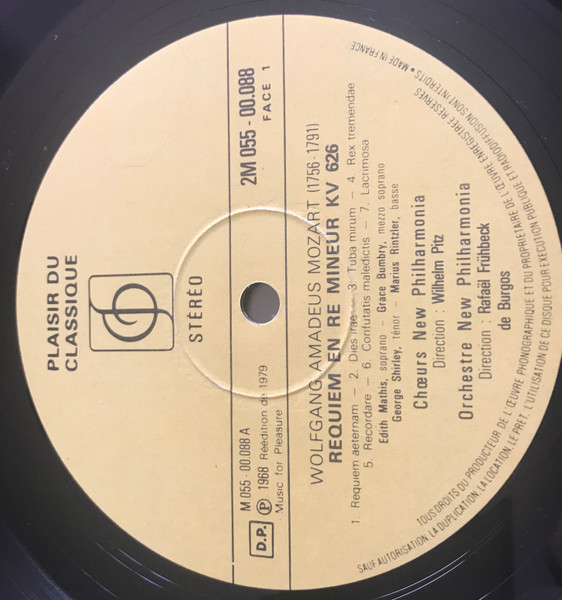 PLAISIR DU
CLASSIQUE
STÉRÉO
M 055 - 00.088 A
D.P. Ⓟ 1968 Réédition de 1979
Music for Pleasure
2M 055 - 00.088
FACE 1
WOLFGANG AMADEUS MOZART (1756-1791)
REQUIEM EN RE MINEUR KV 626
1. Requiem aeternam – 2. Dies irae – 3. Tuba mirum – 4. Rex tremendae
5. Recordare – 6. Confutatis maledictis – 7. Lacrimosa
Edith Mathis, soprano - Grace Bumbry, mezzo soprano
George Shirley, ténor - Marius Rintzler, basse
Chœurs New Philharmonia
Direction : Wilhelm Pitz
Orchestre New Philharmonia
Direction : Rafaël Frühbeck
de Burgos
TOUS DROITS DU PRODUCTEUR DE L'ŒUVRE PHONOGRAPHIQUE ET DU PROPRIETAIRE DE L'ŒUVRE ENREGISTREE RESERVES
SAUF AUTORISATION, LA DUPLICATION, LA LOCATION, LE PRET, L'UTILISATION DE CE DISQUE POUR EXECUTION PUBLIQUE ET RADIODIFFUSION SONT INTERDITS • MADE IN FRANCE